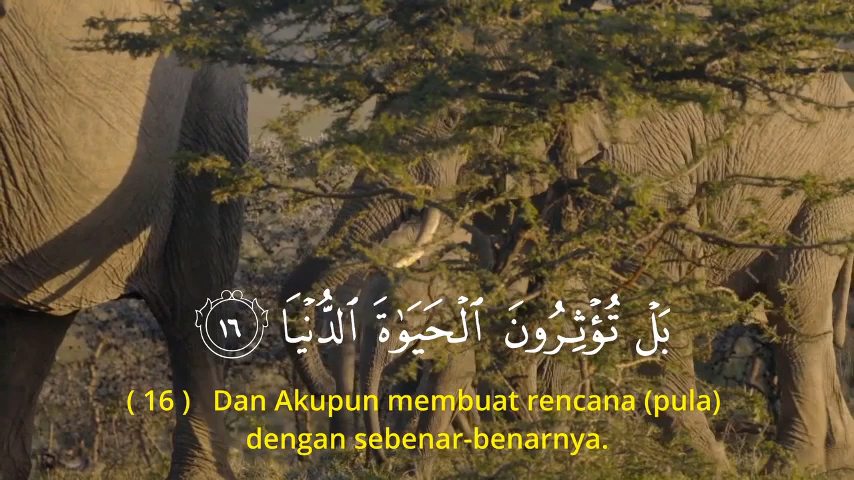 بَلۡ تُؤۡثِرُونَ ٱلۡحَيَوٰةَ ٱلدُّنۡيَا ١٦
( 16 ) Dan Akupun membuat rencana (pula)
dengan sebenar-benarnya.